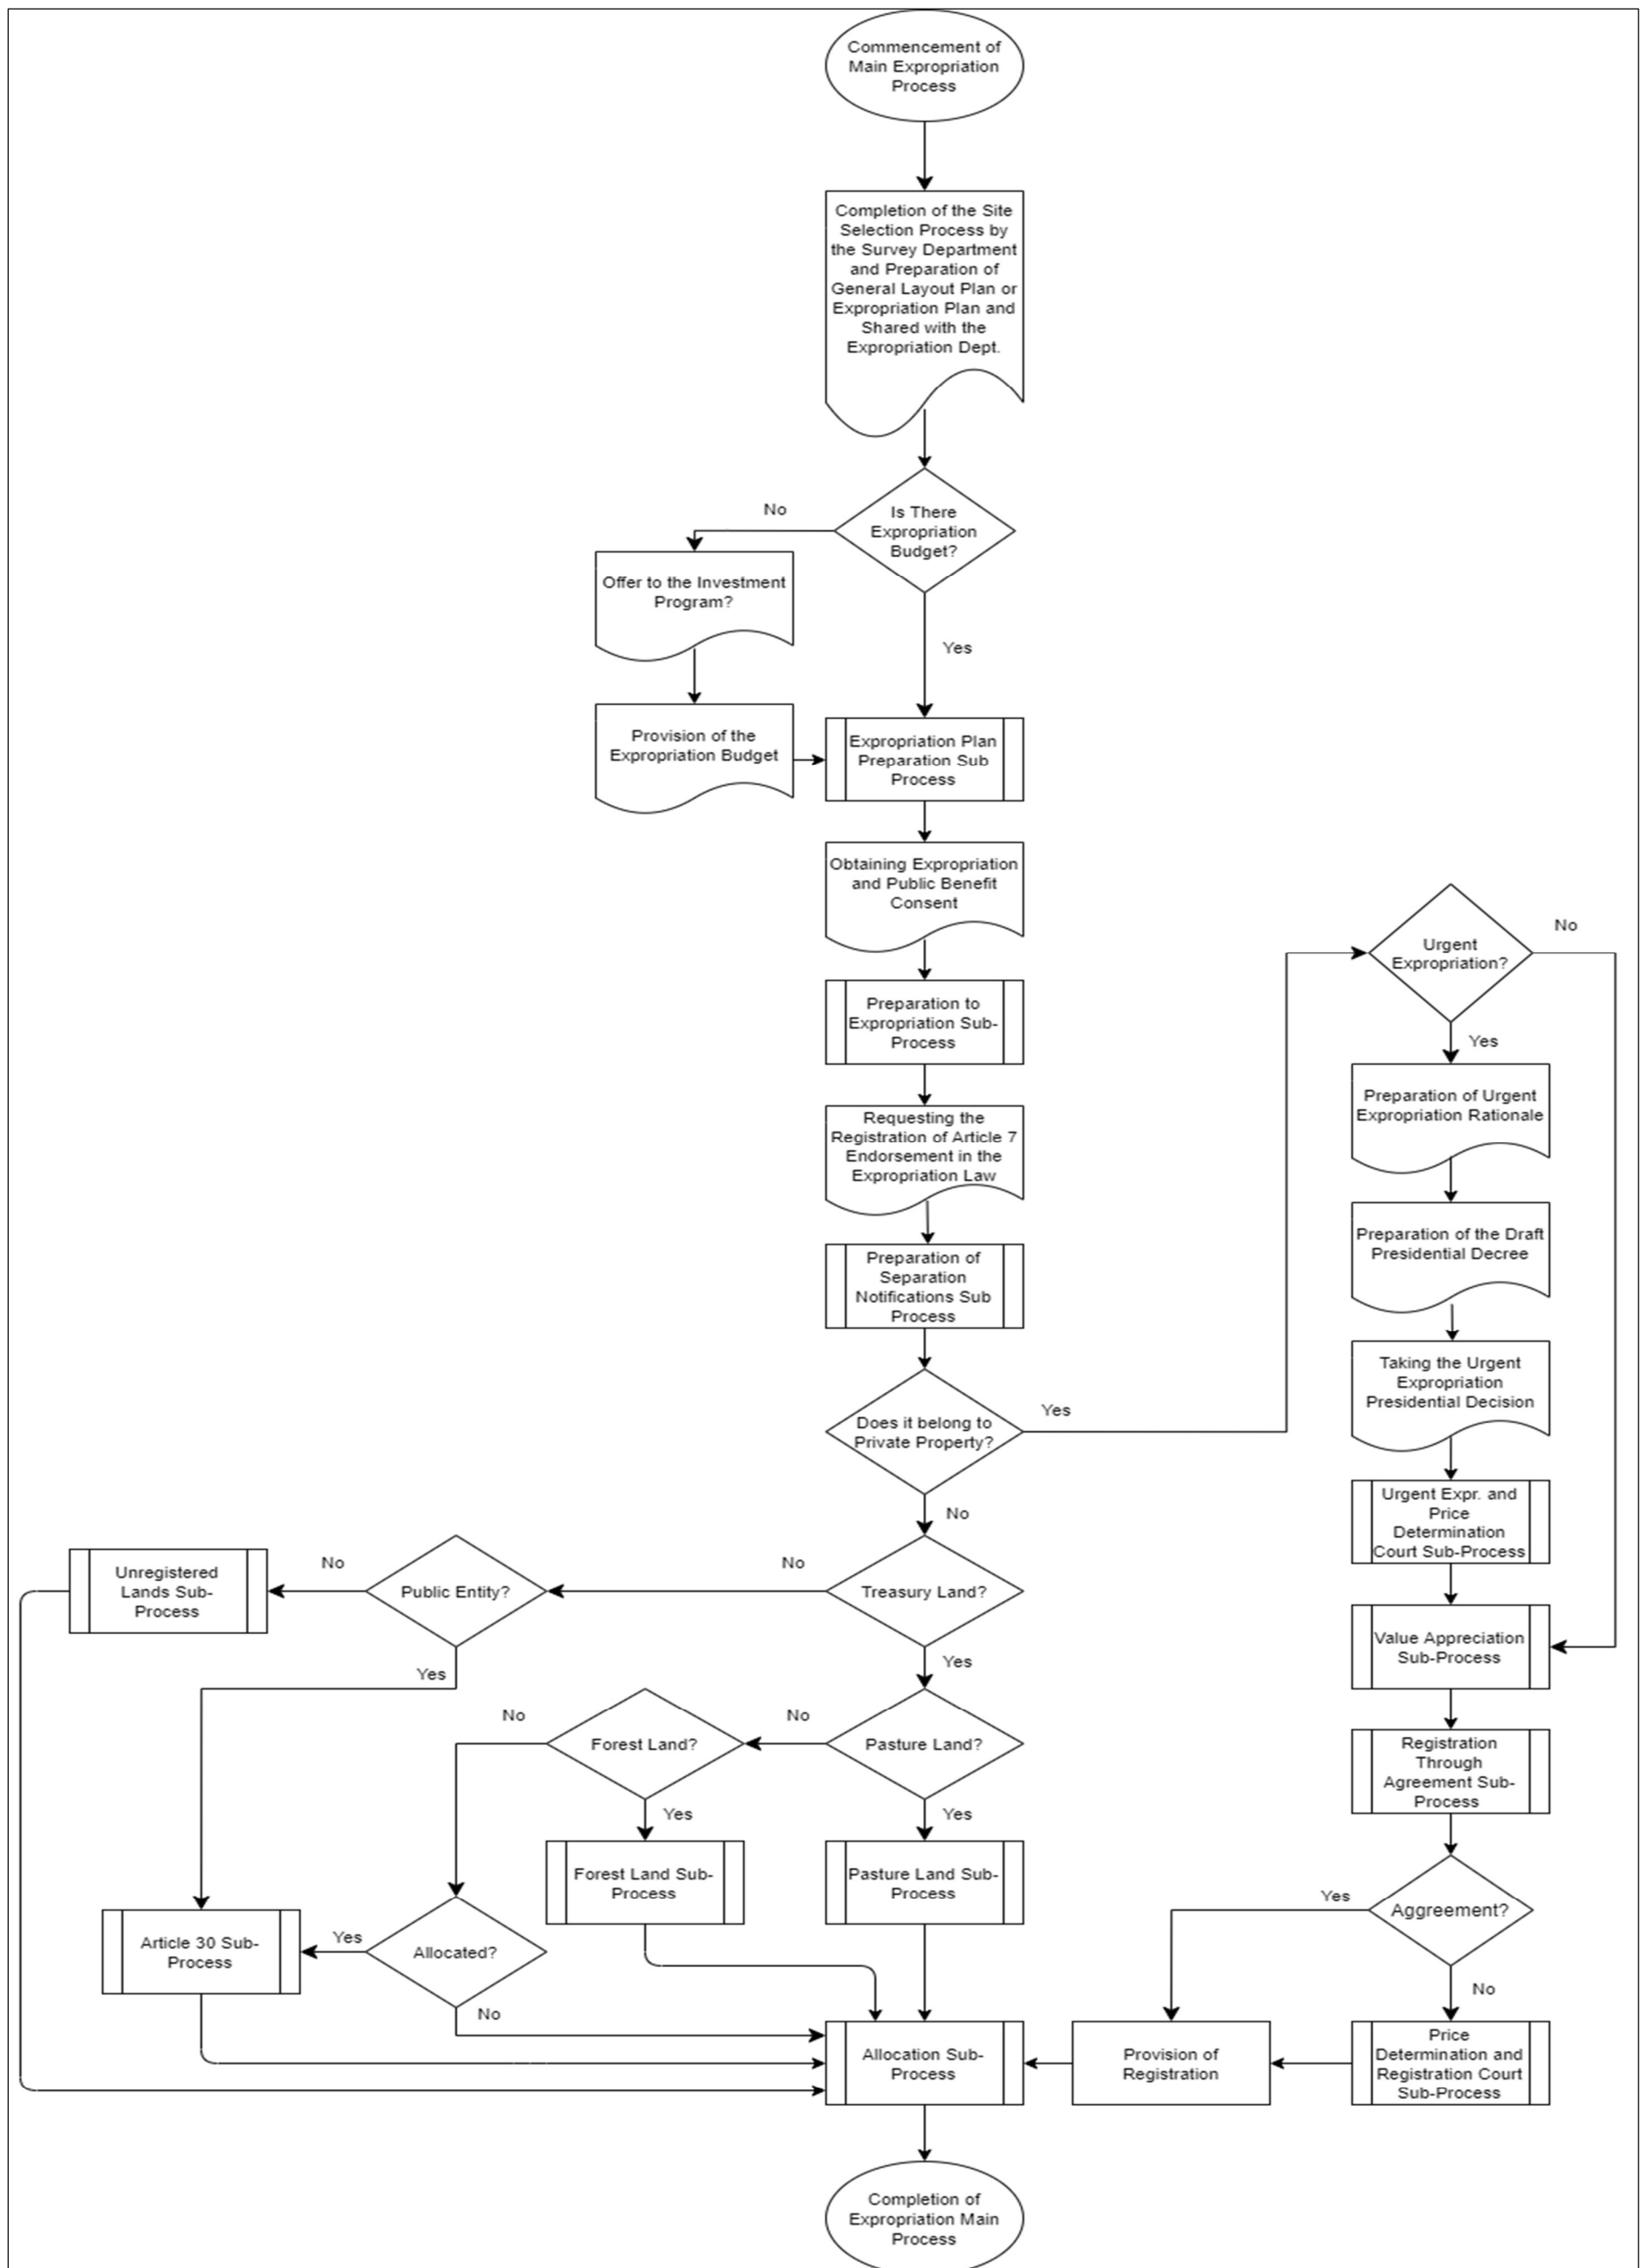 Commencement of
Main Expropriation
Process
Completion of the Site
Selection Process by
the Survey Department
and Preparation of
General Layout Plan or
Expropriation Plan and
Shared with the
Expropriation Dept.
Is There
Expropriation
Budget?
No
Yes
Offer to the Investment
Program?
Provision of the
Expropriation Budget
Expropriation Plan
Preparation Sub
Process
Obtaining Expropriation
and Public Benefit
Consent
Preparation to
Expropriation Sub-
Process
Requesting the
Registration of Article 7
Endorsement in the
Expropriation Law
Preparation of
Separation
Notifications Sub
Process
Does it belong to
Private Property?
Yes
No
Urgent
Expropriation?
No
Yes
Preparation of Urgent
Expropriation Rationale
Preparation of the Draft
Presidential Decree
Taking the Urgent
Expropriation
Presidential Decision
Urgent Expr. and
Price
Determination
Court Sub-Process
Value Appreciation
Sub-Process
Registration
Through
Agreement Sub-
Process
Aggreement?
Yes
No
Price
Determination and
Registration Court
Sub-Process
Provision of
Registration
Treasury Land?
No
Yes
Public Entity?
No
Yes
Unregistered
Lands Sub-
Process
Pasture Land?
No
Yes
Forest Land?
No
Yes
Forest Land Sub-
Process
Pasture Land Sub-
Process
Allocated?
Yes
No
Article 30 Sub-
Process
Allocation Sub-
Process
Completion of
Expropriation Main
Process